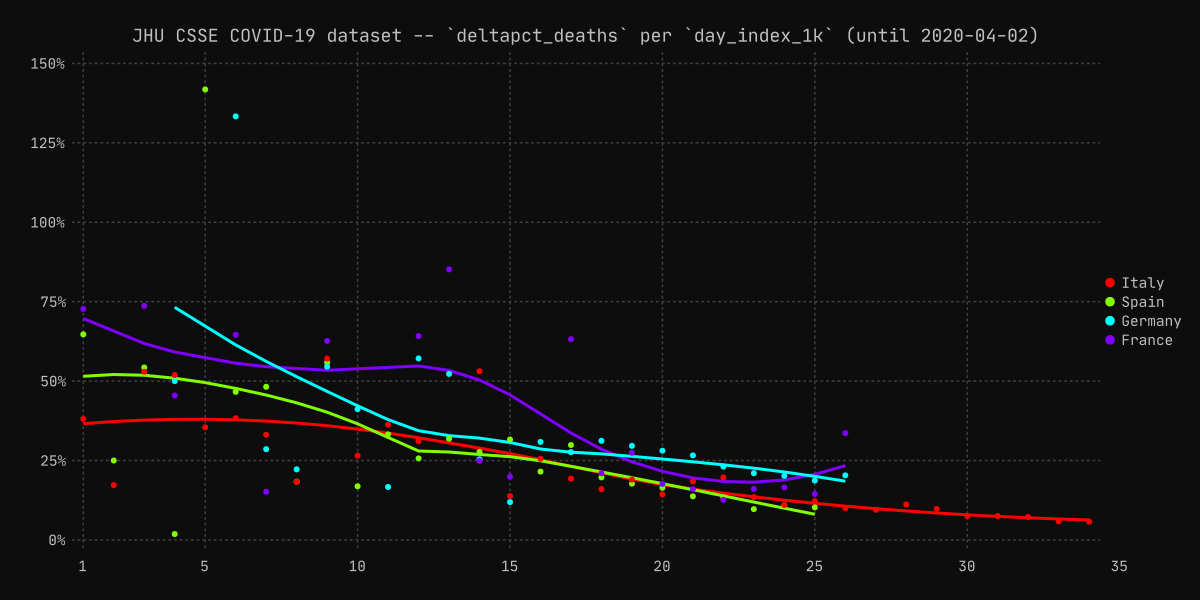 JHU CSSE COVID-19 dataset -- `deltapct_deaths` per `day_index_1k` (until 2020-04-02)
150%
125%
100%
75%
50%
25%
0%
1 5 10 15 20 25 30 35
Italy
Spain
Germany
France